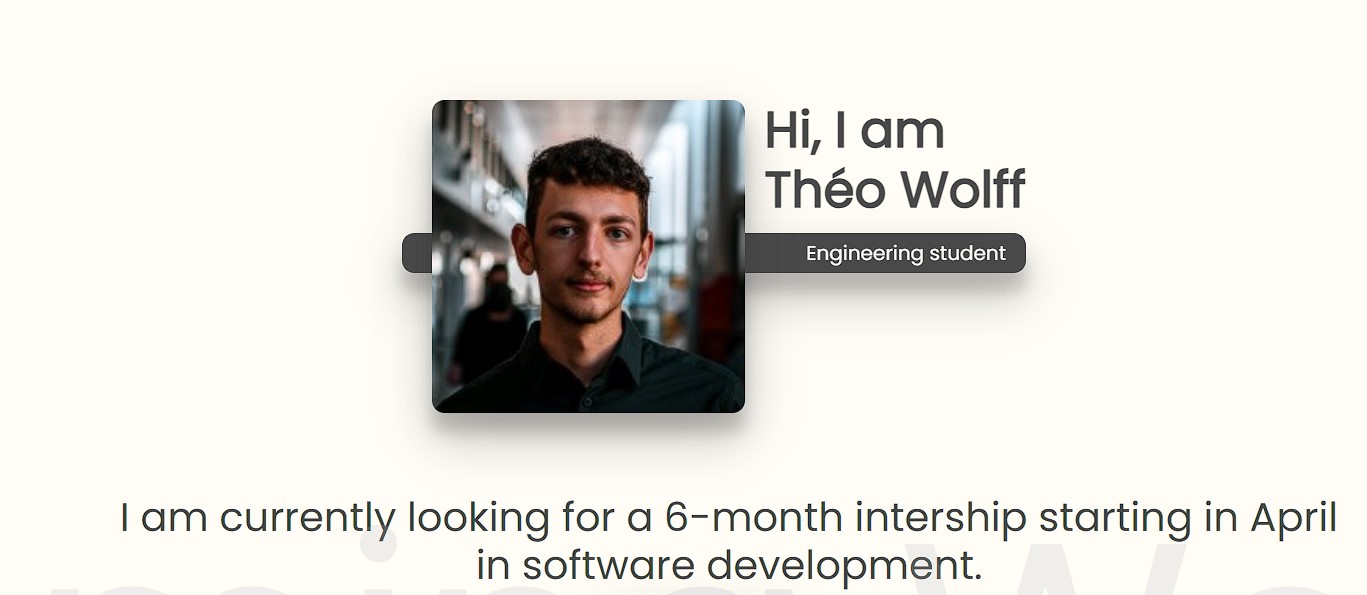 Hi, I am
Théo Wolff
Engineering student
I am currently looking for a 6-month intership starting in April
in software development.